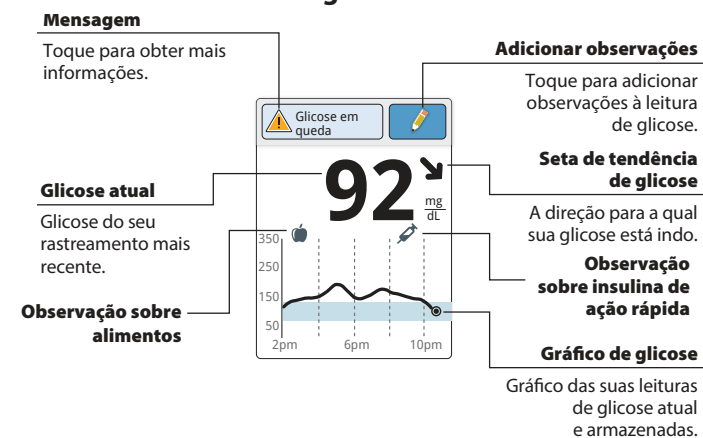 Mensagem
Toque para obter mais
informações.
Adicionar observações
Toque para adicionar
observações à leitura
de glicose.
Glicose em
queda
Seta de tendência
de glicose
A direção para a qual
sua glicose está indo.
Glicose atual
Glicose do seu
rastreamento mais
recente.
92
mg
dL
Observação
sobre insulina de
ação rápida
Observação sobre
alimentos
350
250
150
50
2pm 6pm 10pm
Gráfico de glicose
Gráfico das suas leituras
de glicose atual
e armazenadas.